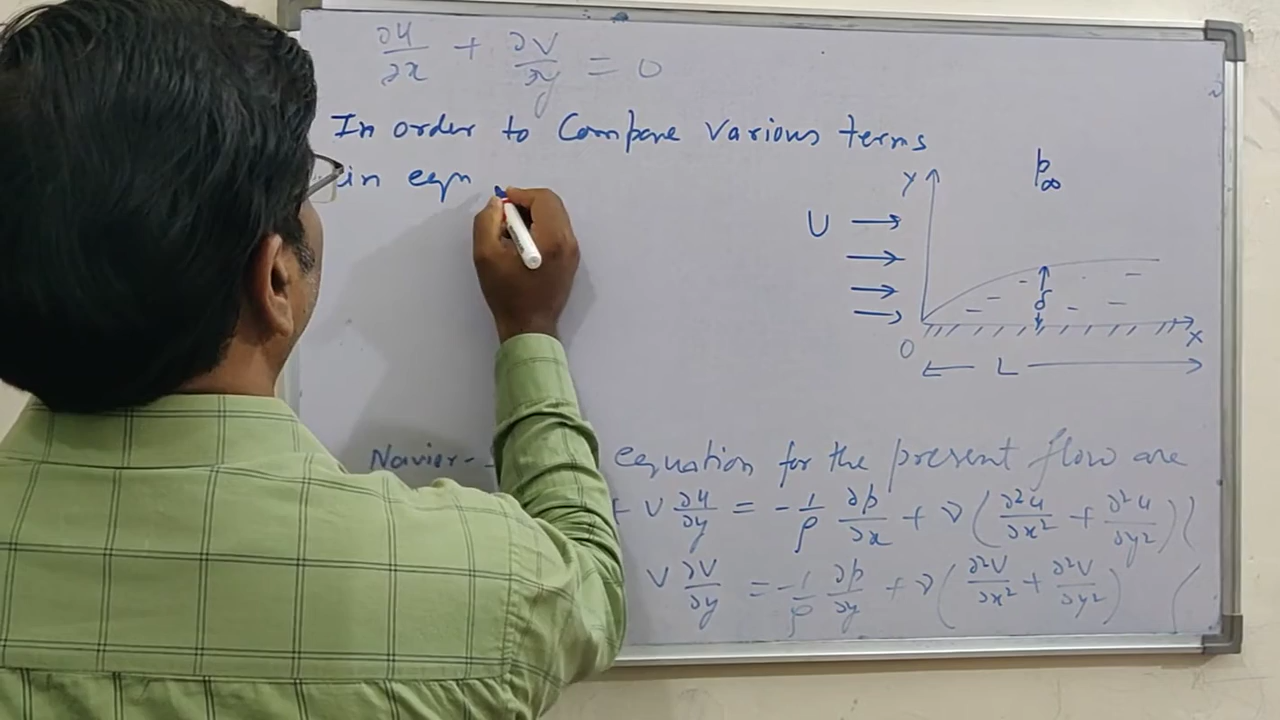 ∂u/∂x + ∂v/∂y = 0
In order to Compare Various terms
in eqn
y
p∞
U
δ
O
x
L
Navier- equation for the present flow are
+ v ∂u/∂y = -1/ρ ∂p/∂x + ν(∂²u/∂x² + ∂²u/∂y²) (
v ∂v/∂y = -1/ρ ∂p/∂y + ν(∂²v/∂x² + ∂²v/∂y²) (